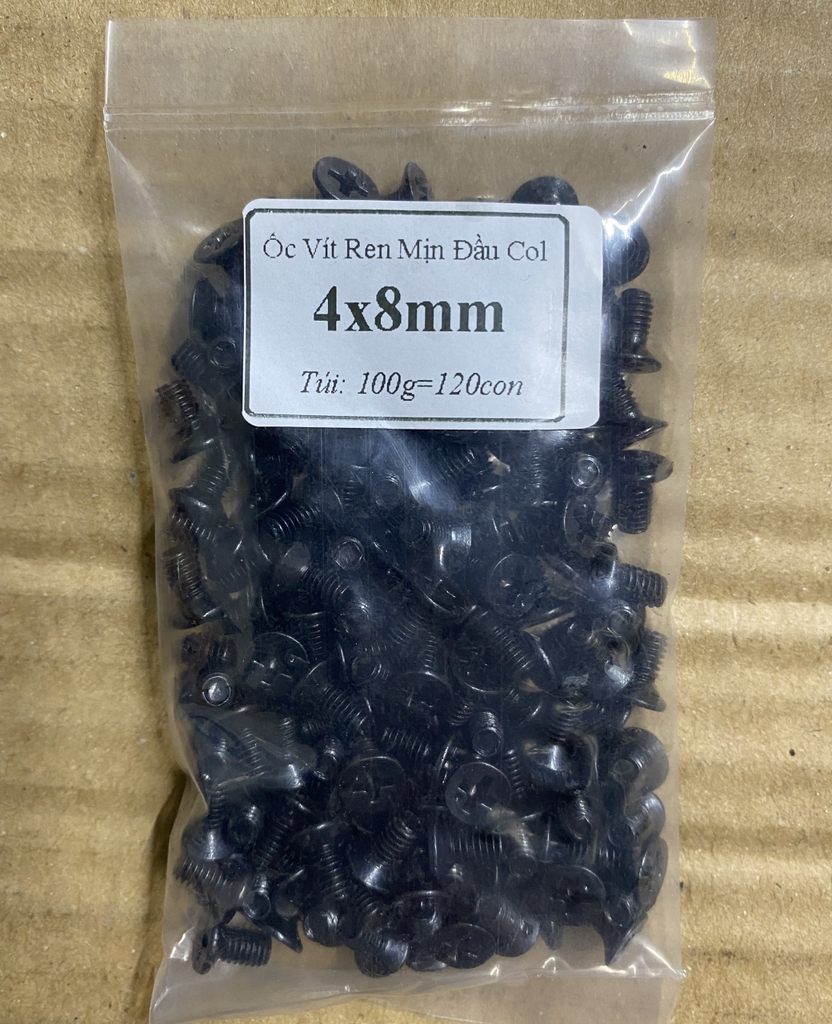 Ốc Vít Ren Mịn Đầu Col
4x8mm
Túi: 100g=120con